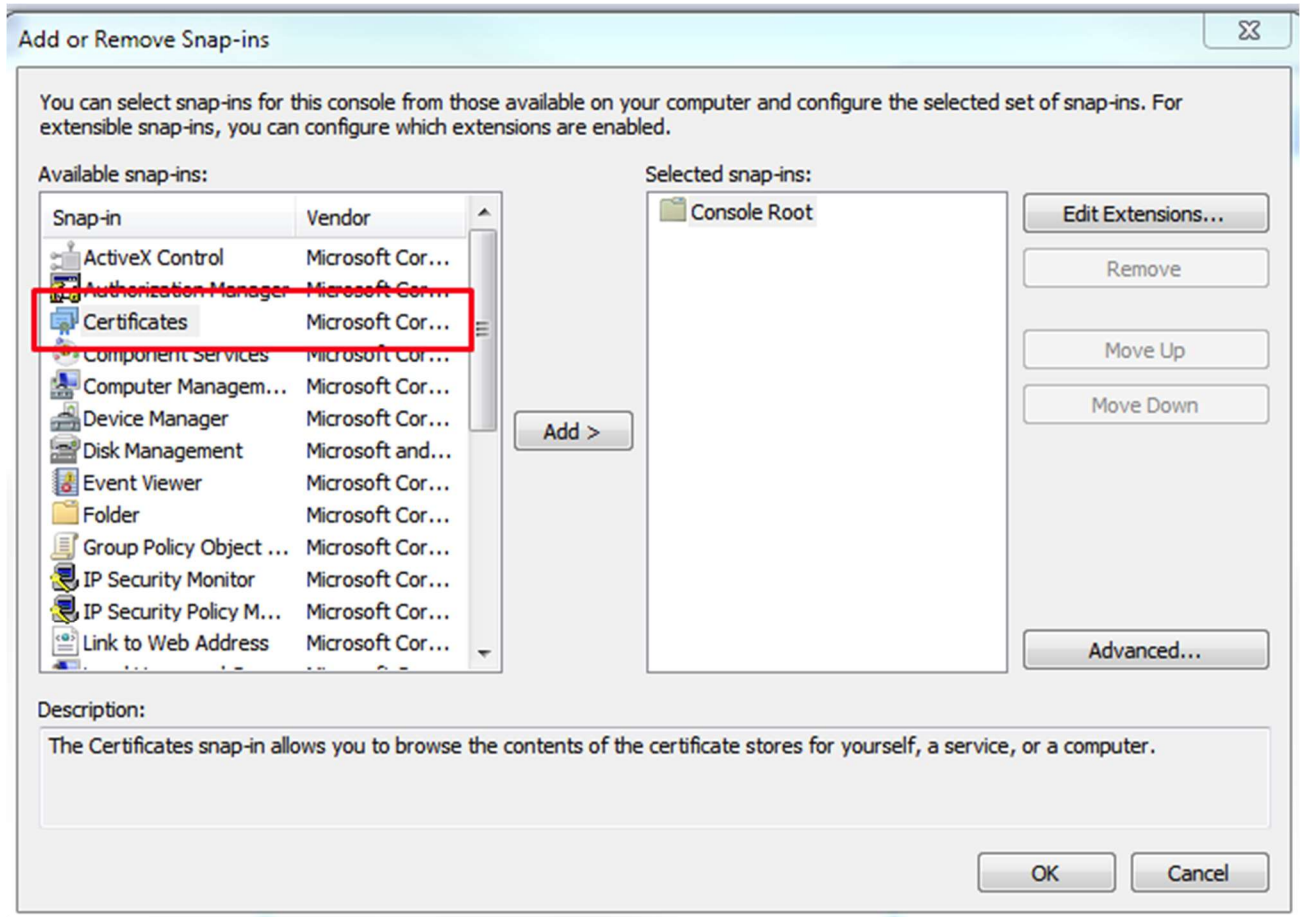 Add or Remove Snap-ins
You can select snap-ins for this console from those available on your computer and configure the selected set of snap-ins. For
extensible snap-ins, you can configure which extensions are enabled.
Available snap-ins:
Snap-in Vendor
ActiveX Control Microsoft Cor...
Authorization Manager Microsoft Cor...
Certificates Microsoft Cor...
Component Services Microsoft Cor...
Computer Managem... Microsoft Cor...
Device Manager Microsoft Cor...
Disk Management Microsoft and...
Event Viewer Microsoft Cor...
Folder Microsoft Cor...
Group Policy Object ... Microsoft Cor...
IP Security Monitor Microsoft Cor...
IP Security Policy M... Microsoft Cor...
Link to Web Address Microsoft Cor...
Add >
Selected snap-ins:
Console Root
Edit Extensions...
Remove
Move Up
Move Down
Advanced...
Description:
The Certificates snap-in allows you to browse the contents of the certificate stores for yourself, a service, or a computer.
OK Cancel